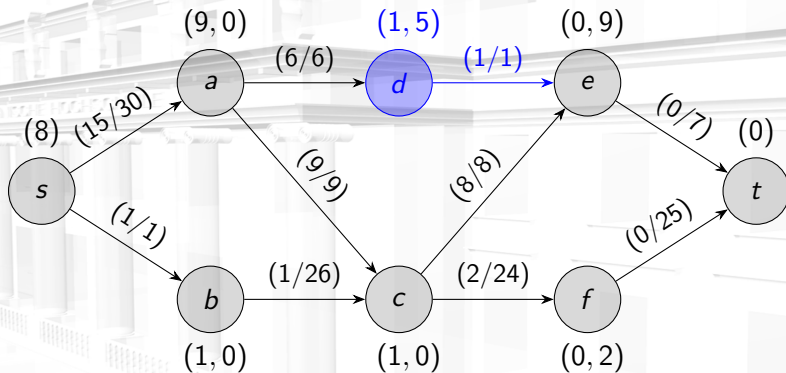 (9, 0) (1, 5) (0, 9)
a (6/6) d (1/1) e
(8) (15/30) (0/7) (0)
s (9/9) (8/8) t
(1/1) (0/25)
b (1/26) c (2/24) f
(1, 0) (1, 0) (0, 2)